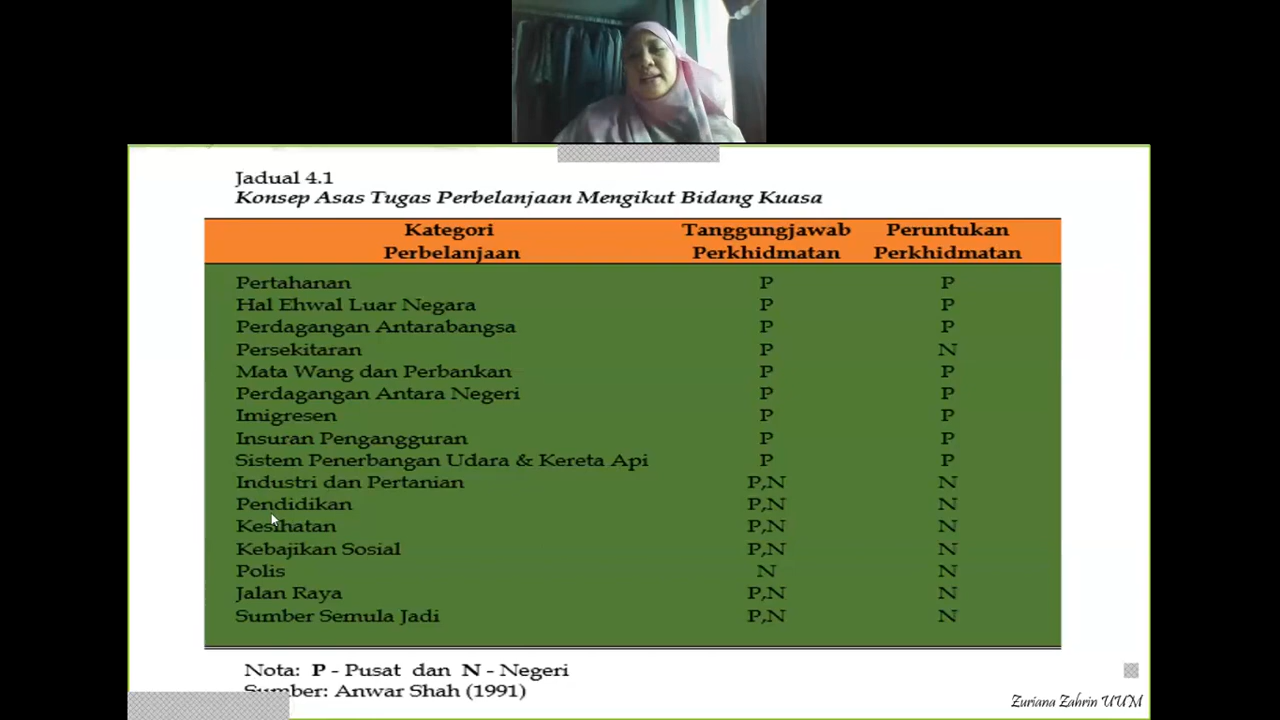 Jadual 4.1
Konsep Asas Tugas Perbelanjaan Mengikut Bidang Kuasa
Kategori Perbelanjaan Tanggungjawab Perkhidmatan Peruntukan Perkhidmatan
Pertahanan P P
Hal Ehwal Luar Negara P P
Perdagangan Antarabangsa P P
Persekitaran P N
Mata Wang dan Perbankan P P
Perdagangan Antara Negeri P P
Imigresen P P
Insuran Pengangguran P P
Sistem Penerbangan Udara & Kereta Api P P
Industri dan Pertanian P,N N
Pendidikan P,N N
Kesihatan P,N N
Kebajikan Sosial P,N N
Polis N N
Jalan Raya P,N N
Sumber Semula Jadi P,N N
Nota: P - Pusat dan N - Negeri
Sumber: Anwar Shah (1991)
Zuriana Zahrin UUM